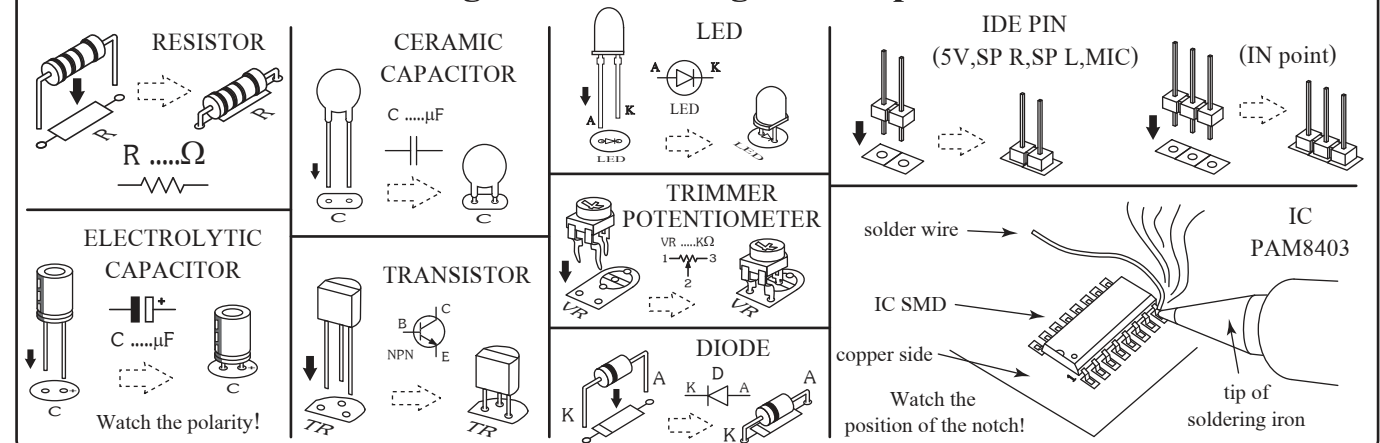 RESISTOR
R
R
R .....Ω
CERAMIC
CAPACITOR
C .....µF
C
C
LED
A
K
A
K
LED
LED
LED
IDE PIN
(5V,SP R,SP L,MIC)
(IN point)
ELECTROLYTIC
CAPACITOR
+
C .....µF
+
C
+
C
Watch the polarity!
TRANSISTOR
C
B
E
NPN
TR
TR
TRIMMER
POTENTIOMETER
VR .....KΩ
1
3
2
VR
VR
DIODE
A
K
D
K
A
A
K
IC
PAM8403
solder wire
IC SMD
copper side
1
Watch the
position of the notch!
tip of
soldering iron